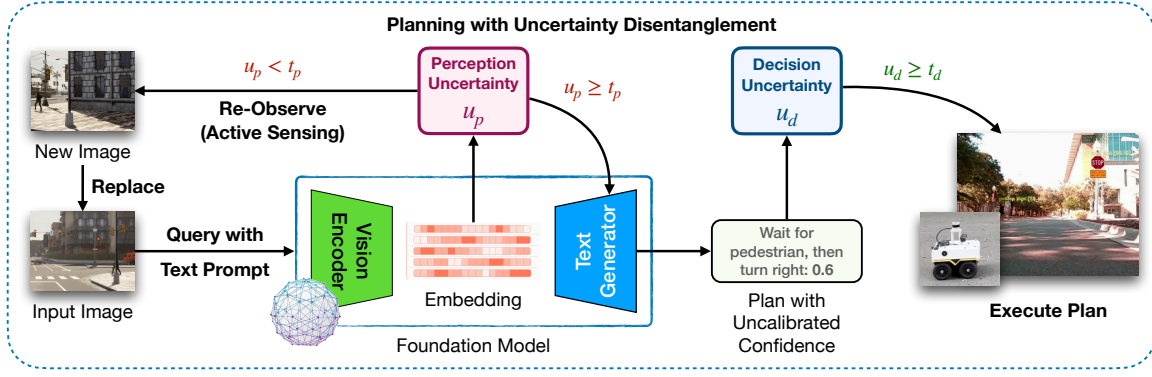 Planning with Uncertainty Disentanglement
u_p < t_p
Re-Observe
(Active Sensing)
New Image
Replace
Input Image
Query with
Text Prompt
Perception
Uncertainty
u_p
u_p ≥ t_p
Vision
Encoder
Embedding
Text
Generator
Foundation Model
Decision
Uncertainty
u_d
u_d ≥ t_d
Wait for
pedestrian, then
turn right: 0.6
Plan with
Uncalibrated
Confidence
STOP
Execute Plan